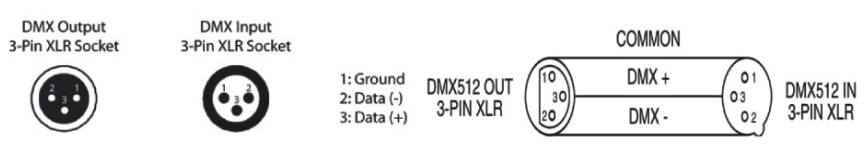 DMX Output
3-Pin XLR Socket
2 1
3
DMX Input
3-Pin XLR Socket
1 2
3
1: Ground
2: Data (-)
3: Data (+)
DMX512 OUT
3-PIN XLR
COMMON
DMX +
DMX -
1
3
2
1
3
2
DMX512 IN
3-PIN XLR